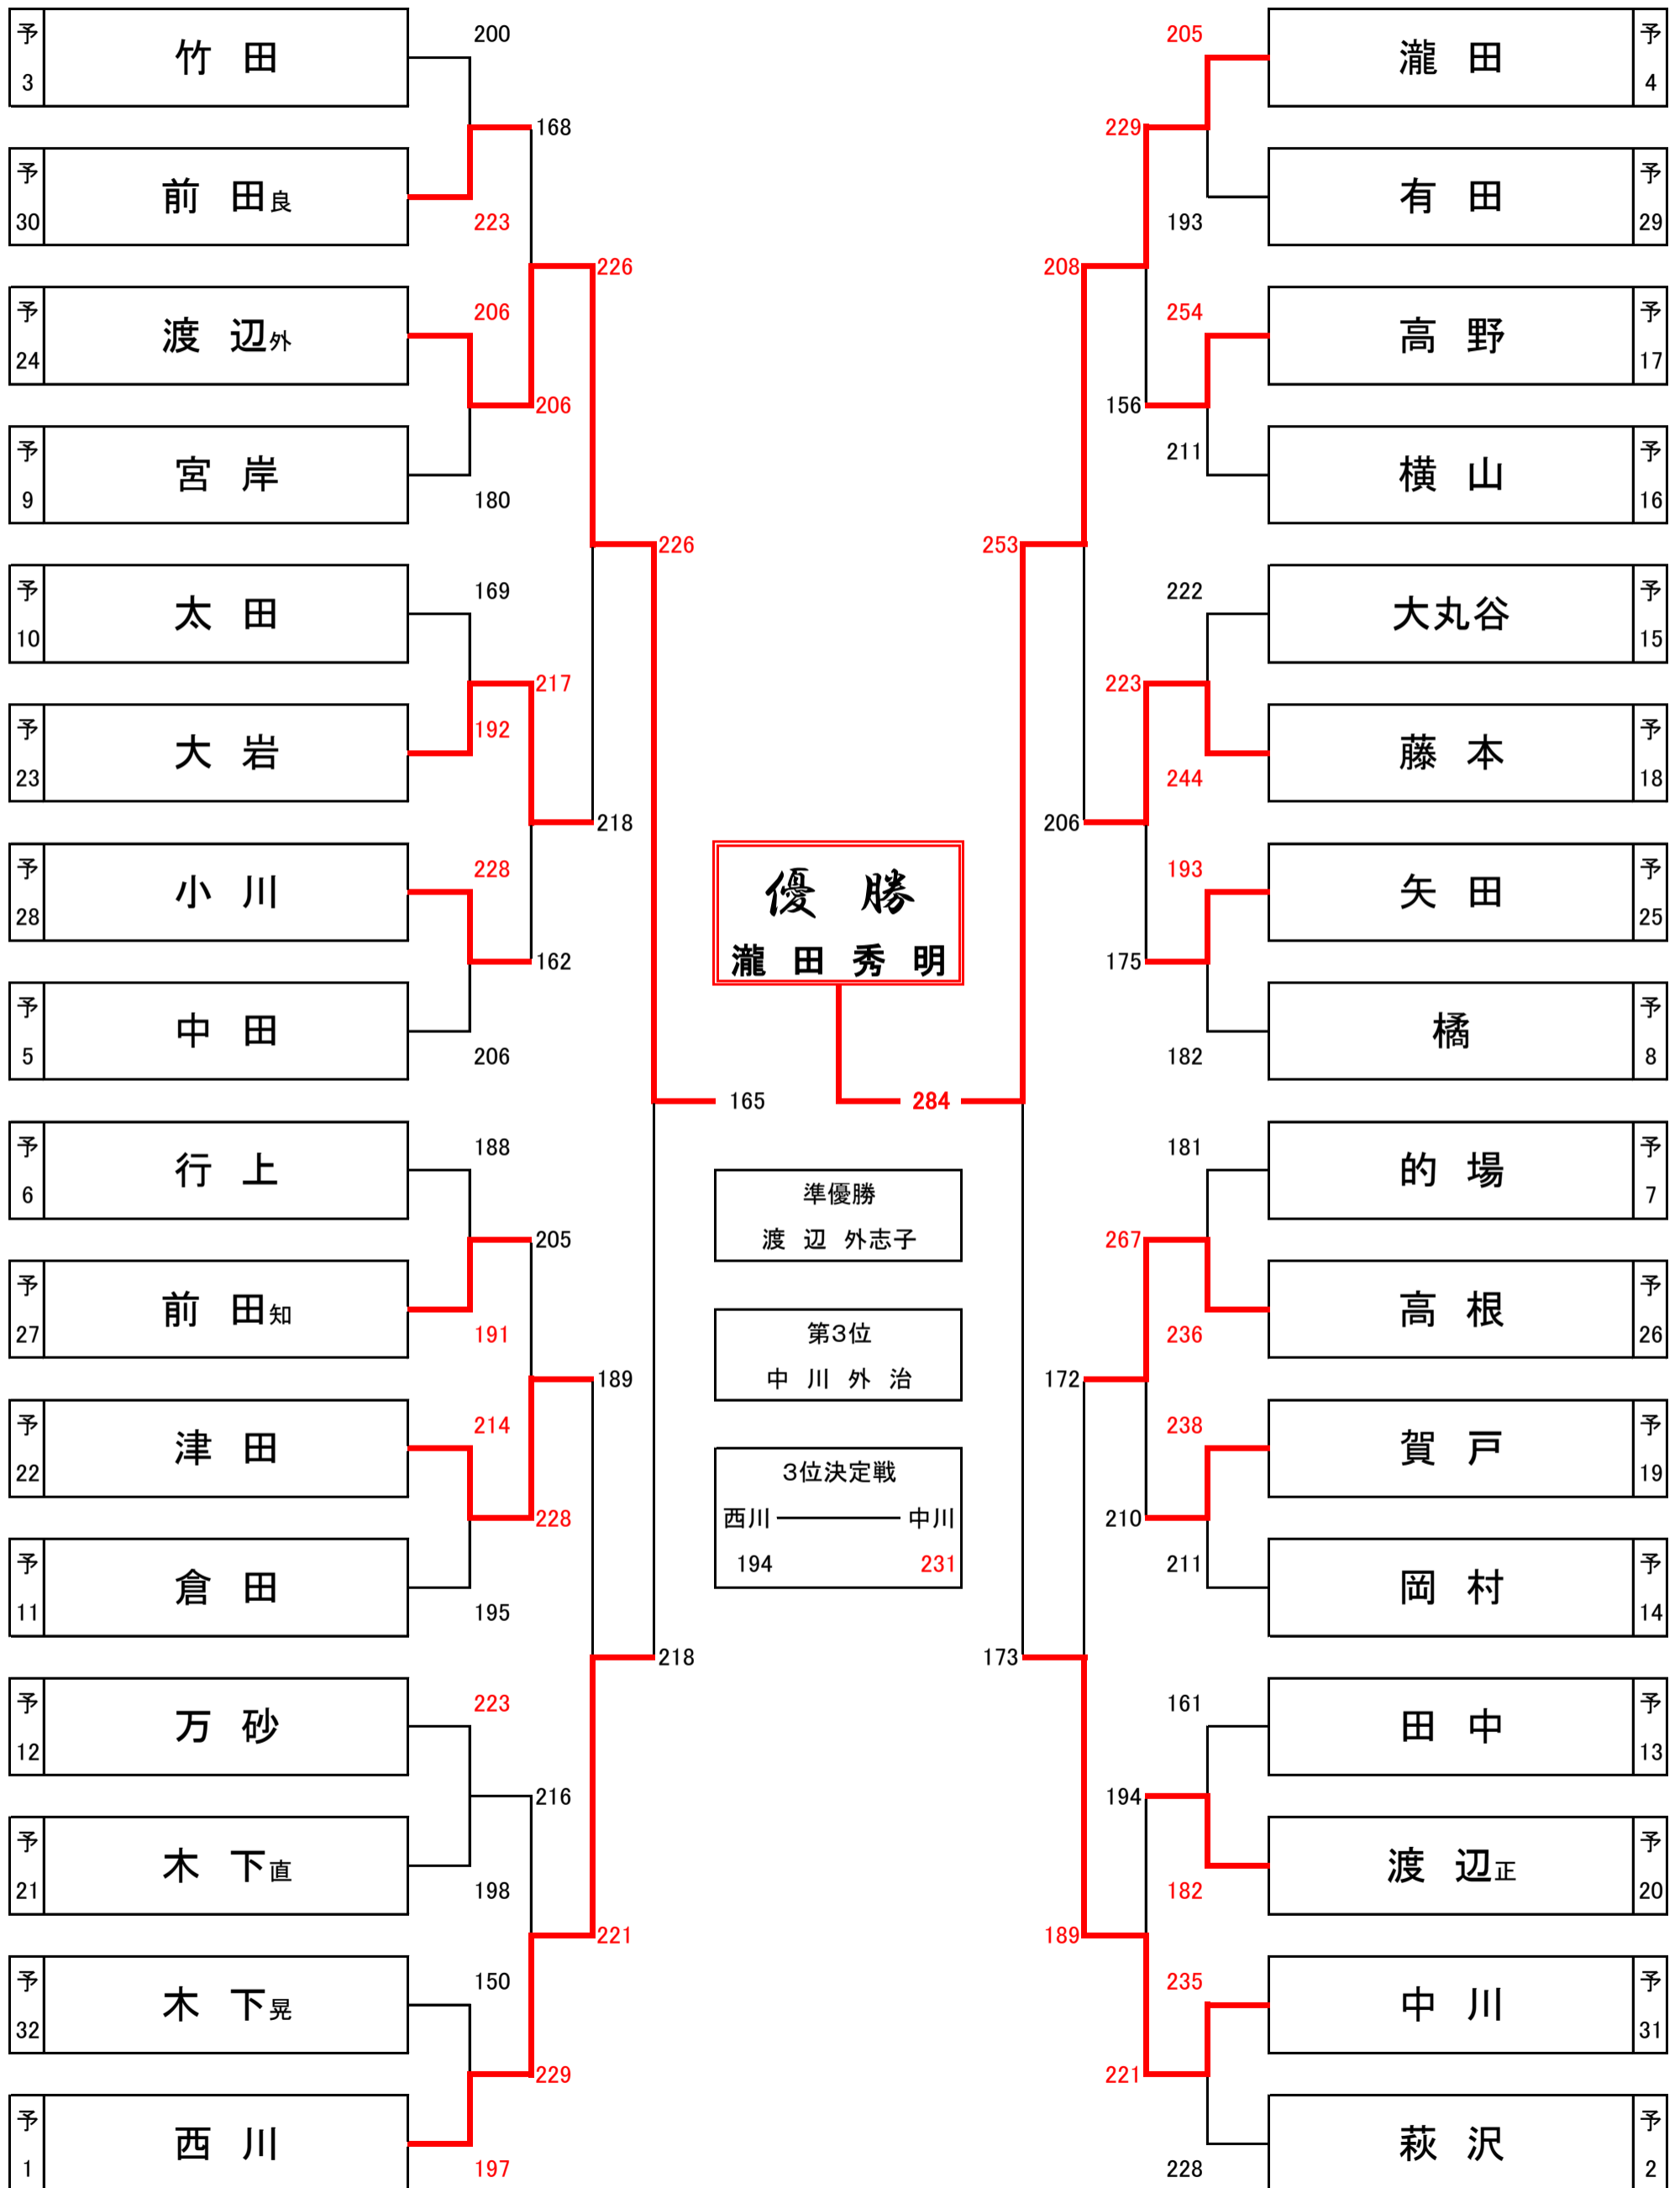 予 3 竹 田 200
168
予 30 前 田良 223
226
予 24 渡 辺外 206
206
予 9 宮 岸 180
226
予 10 太 田 169
217
予 23 大 岩 192
218
予 28 小 川 228
162
予 5 中 田 206
165
予 6 行 上 188
205
予 27 前 田知 191
189
予 22 津 田 214
228
予 11 倉 田 195
218
予 12 万 砂 223
216
予 21 木 下直 198
221
予 32 木 下晃 150
229
予 1 西 川 197
優 勝
瀧 田 秀 明
284
準優勝
渡 辺 外志子
第3位
中 川 外 治
3位決定戦
西川 中川
194 231
205 瀧 田 予 4
229
193 有 田 予 29
208
254 高 野 予 17
156
211 横 山 予 16
253
222 大丸谷 予 15
223
244 藤 本 予 18
206
193 矢 田 予 25
175
182 橘 予 8
181 的 場 予 7
267
236 高 根 予 26
172
238 賀 戸 予 19
210
211 岡 村 予 14
173
161 田 中 予 13
194
182 渡 辺正 予 20
189
235 中 川 予 31
221
228 萩 沢 予 2